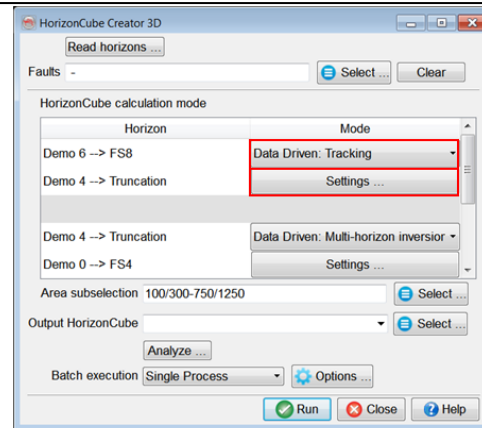 HorizonCube Creator 3D
Read horizons ...
Faults - Select ... Clear
HorizonCube calculation mode
Horizon Mode
Demo 6 --> FS8 Data Driven: Tracking
Demo 4 --> Truncation Settings ...
Demo 4 --> Truncation Data Driven: Multi-horizon inversior
Demo 0 --> FS4 Settings ...
Area subselection 100/300-750/1250 Select ...
Output HorizonCube Select ...
Analyze ...
Batch execution Single Process Options ...
Run Close Help